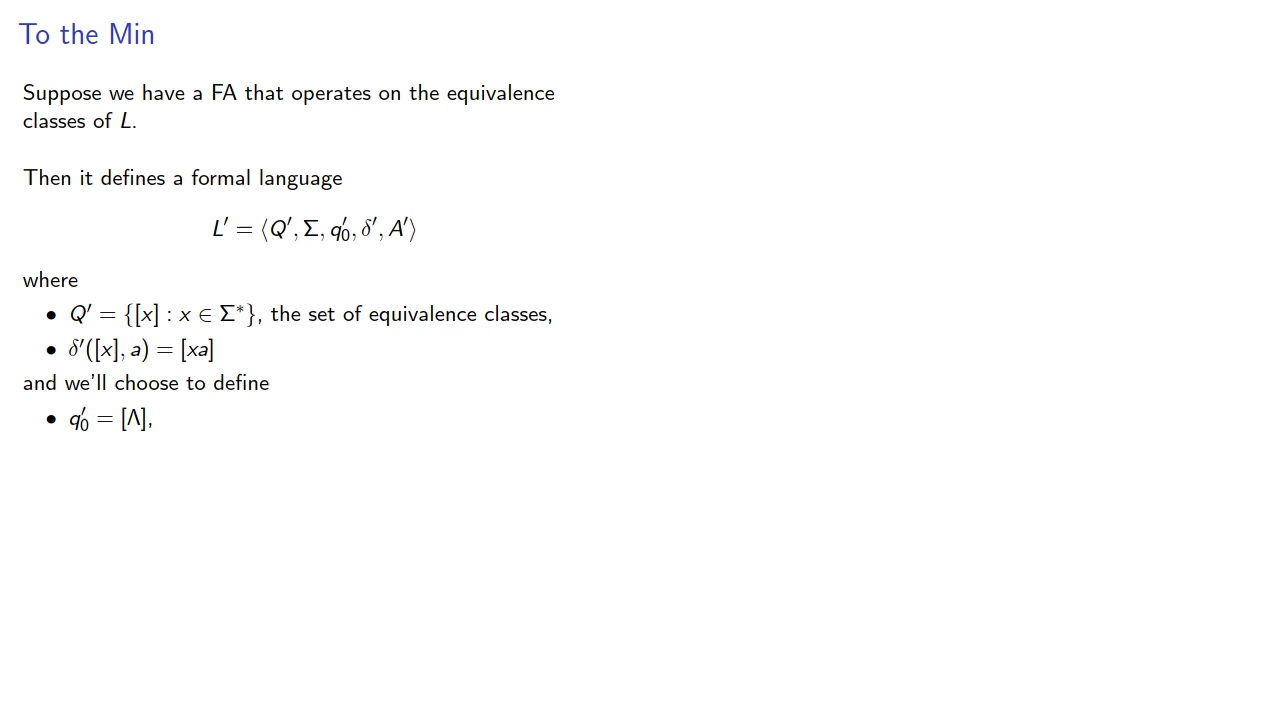 To the Min
Suppose we have a FA that operates on the equivalence
classes of L.
Then it defines a formal language
L′ = ⟨Q′, Σ, q′₀, δ′, A′⟩
where
• Q′ = {[x] : x ∈ Σ*}, the set of equivalence classes,
• δ′([x], a) = [xa]
and we'll choose to define
• q′₀ = [Λ],